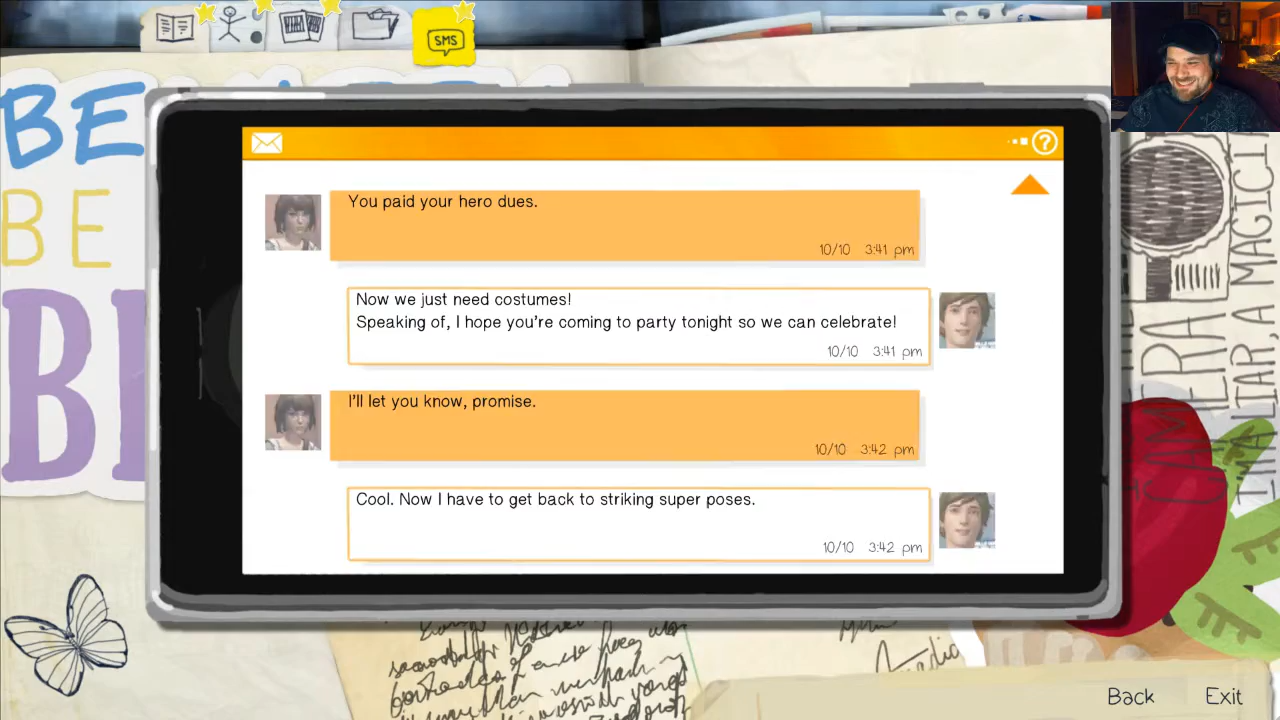 SMS
BE
BE
You paid your hero dues.
10/10 3:41 pm
Now we just need costumes!
Speaking of, I hope you're coming to party tonight so we can celebrate!
10/10 3:41 pm
I'll let you know, promise.
10/10 3:42 pm
Cool. Now I have to get back to striking super poses.
10/10 3:42 pm
Back Exit